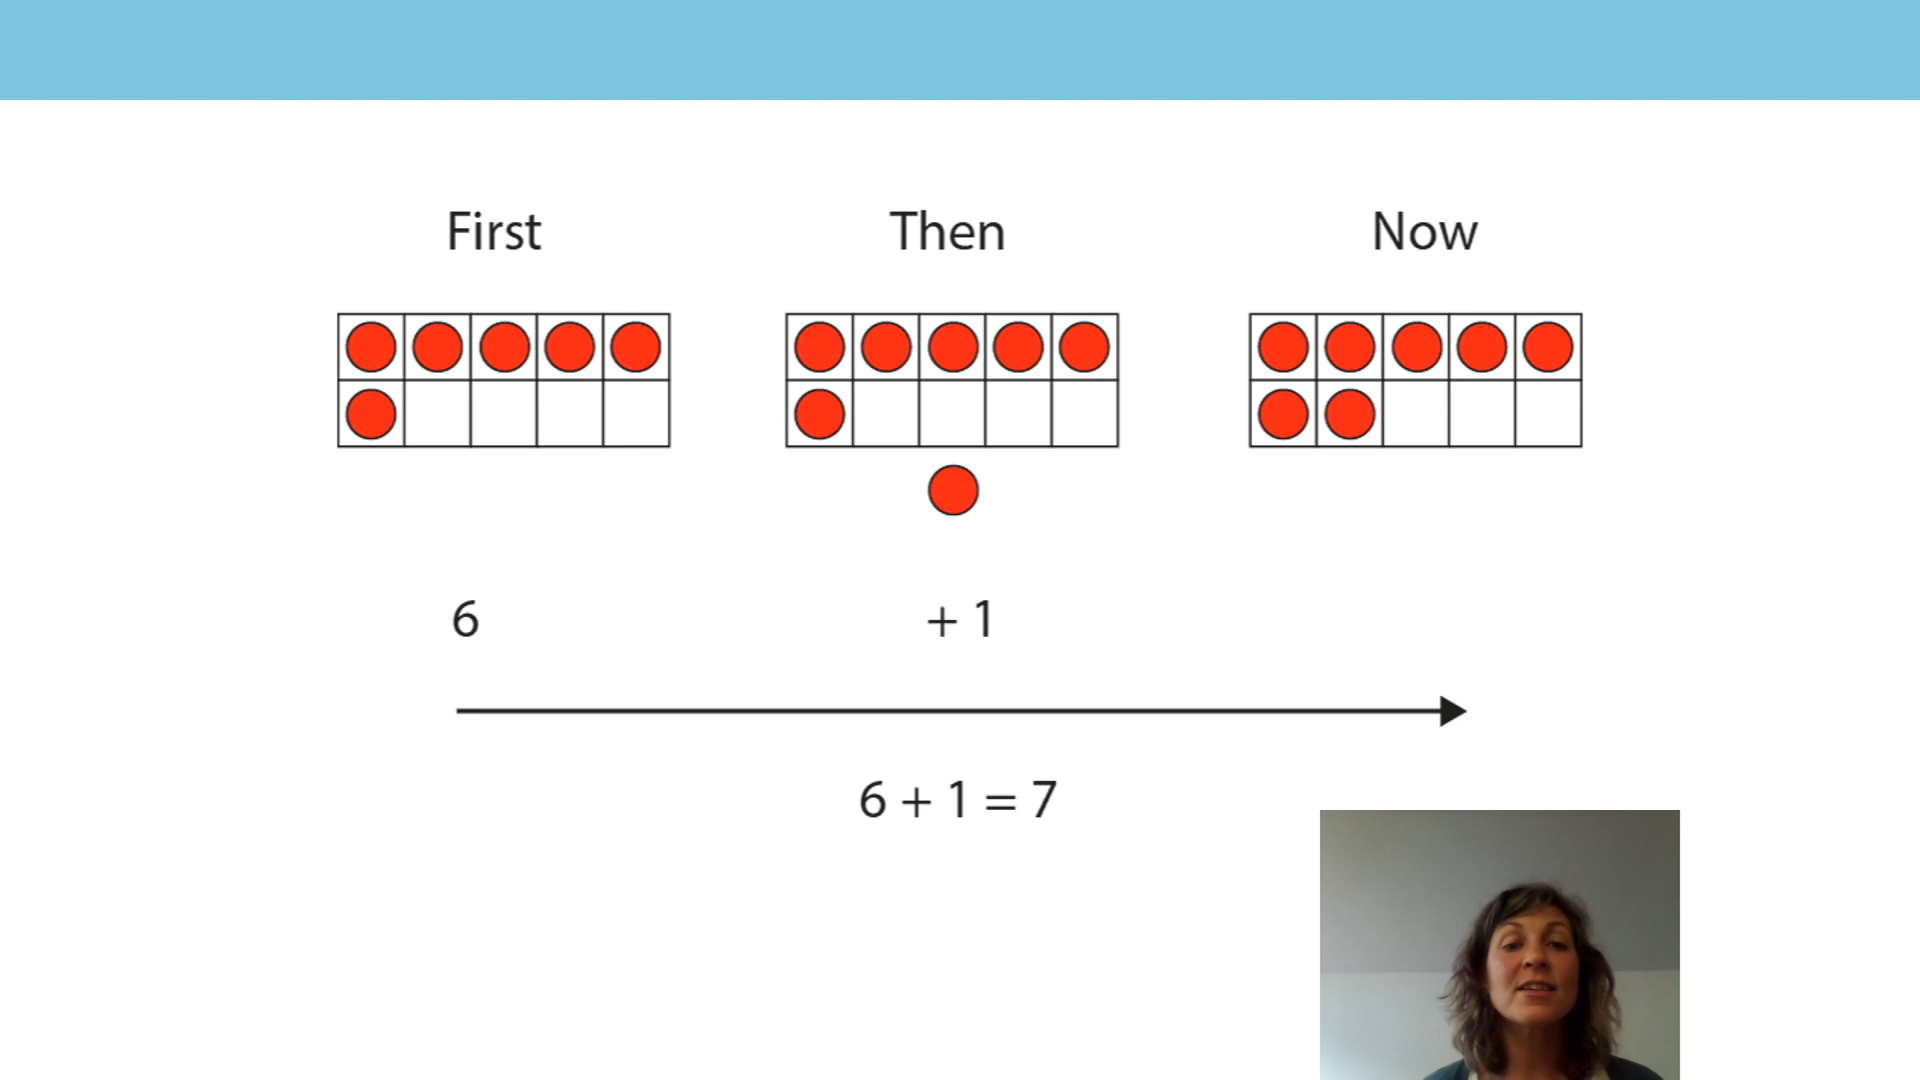 First Then Now
6 + 1
6 + 1 = 7